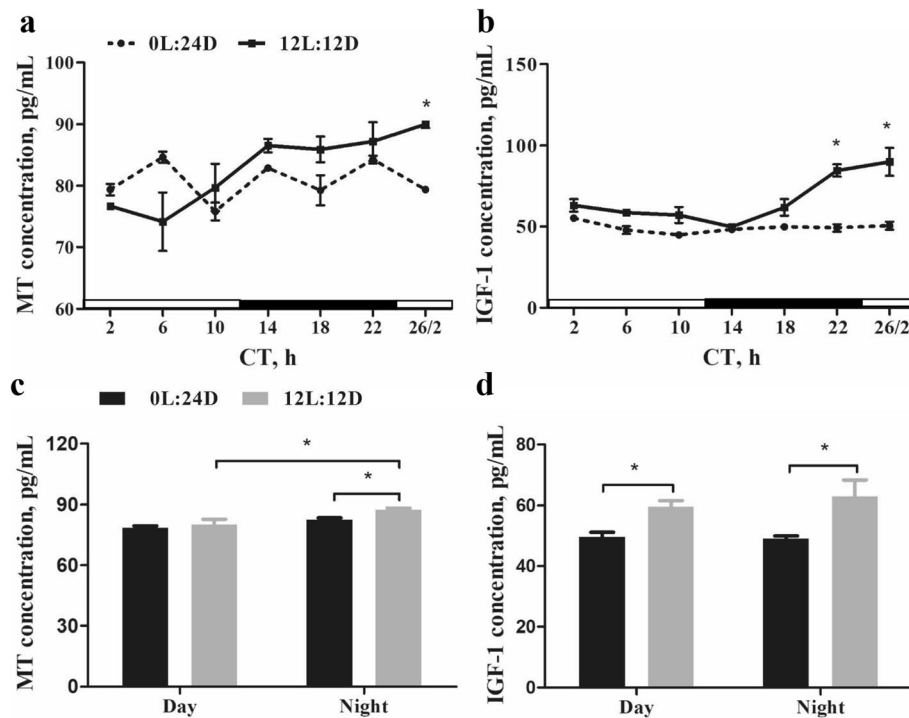 a
b
0L:24D 12L:12D
MT concentration, pg/mL
100
90
80
70
60
*
2 6 10 14 18 22 26/2
CT, h
IGF-1 concentration, pg/mL
150
100
50
0
* *
2 6 10 14 18 22 26/2
CT, h
c
d
0L:24D 12L:12D
MT concentration, pg/mL
120
90
60
30
0
*
*
Day Night
IGF-1 concentration, pg/mL
80
60
40
20
0
* *
Day Night